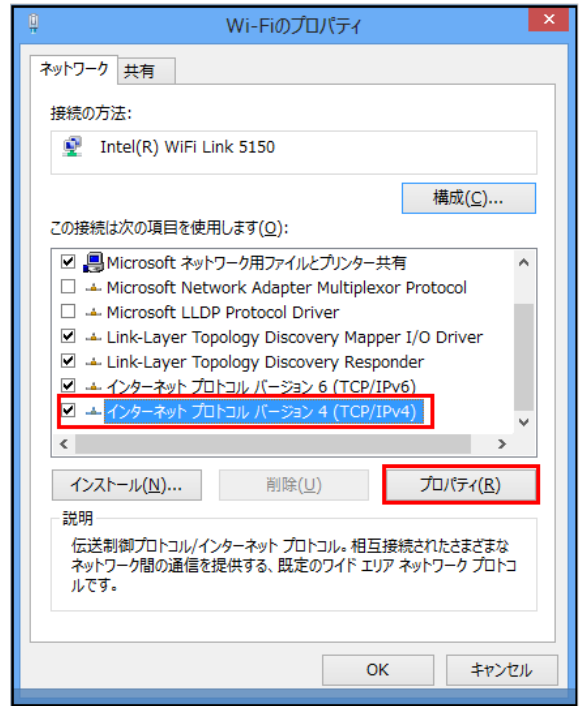 Wi-Fiのプロパティ
ネットワーク 共有
接続の方法:
Intel(R) WiFi Link 5150
構成(C)...
この接続は次の項目を使用します(O):
Microsoft ネットワーク用ファイルとプリンター共有
Microsoft Network Adapter Multiplexor Protocol
Microsoft LLDP Protocol Driver
Link-Layer Topology Discovery Mapper I/O Driver
Link-Layer Topology Discovery Responder
インターネット プロトコル バージョン 6 (TCP/IPv6)
インターネット プロトコル バージョン 4 (TCP/IPv4)
インストール(N)... 削除(U) プロパティ(R)
説明
伝送制御プロトコル/インターネット プロトコル。相互接続されたさまざまな
ネットワーク間の通信を提供する、既定のワイド エリア ネットワーク プロトコ
ルです。
OK キャンセル